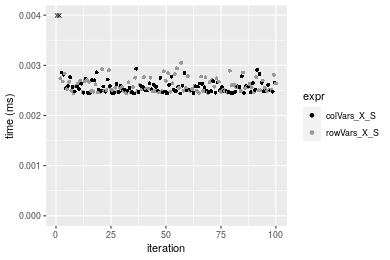 0.004
0.003
0.002
0.001
0.000
time (ms)
0
25
50
75
100
iteration
expr
colVars_X_S
rowVars_X_S